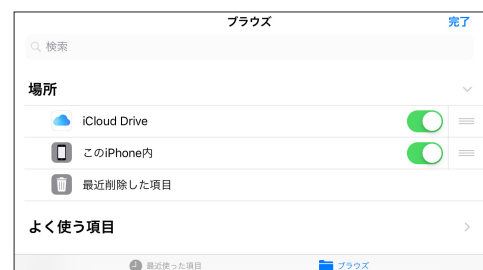 ブラウズ 完了
検索
場所
iCloud Drive
このiPhone内
最近削除した項目
よく使う項目
最近使った項目 ブラウズ